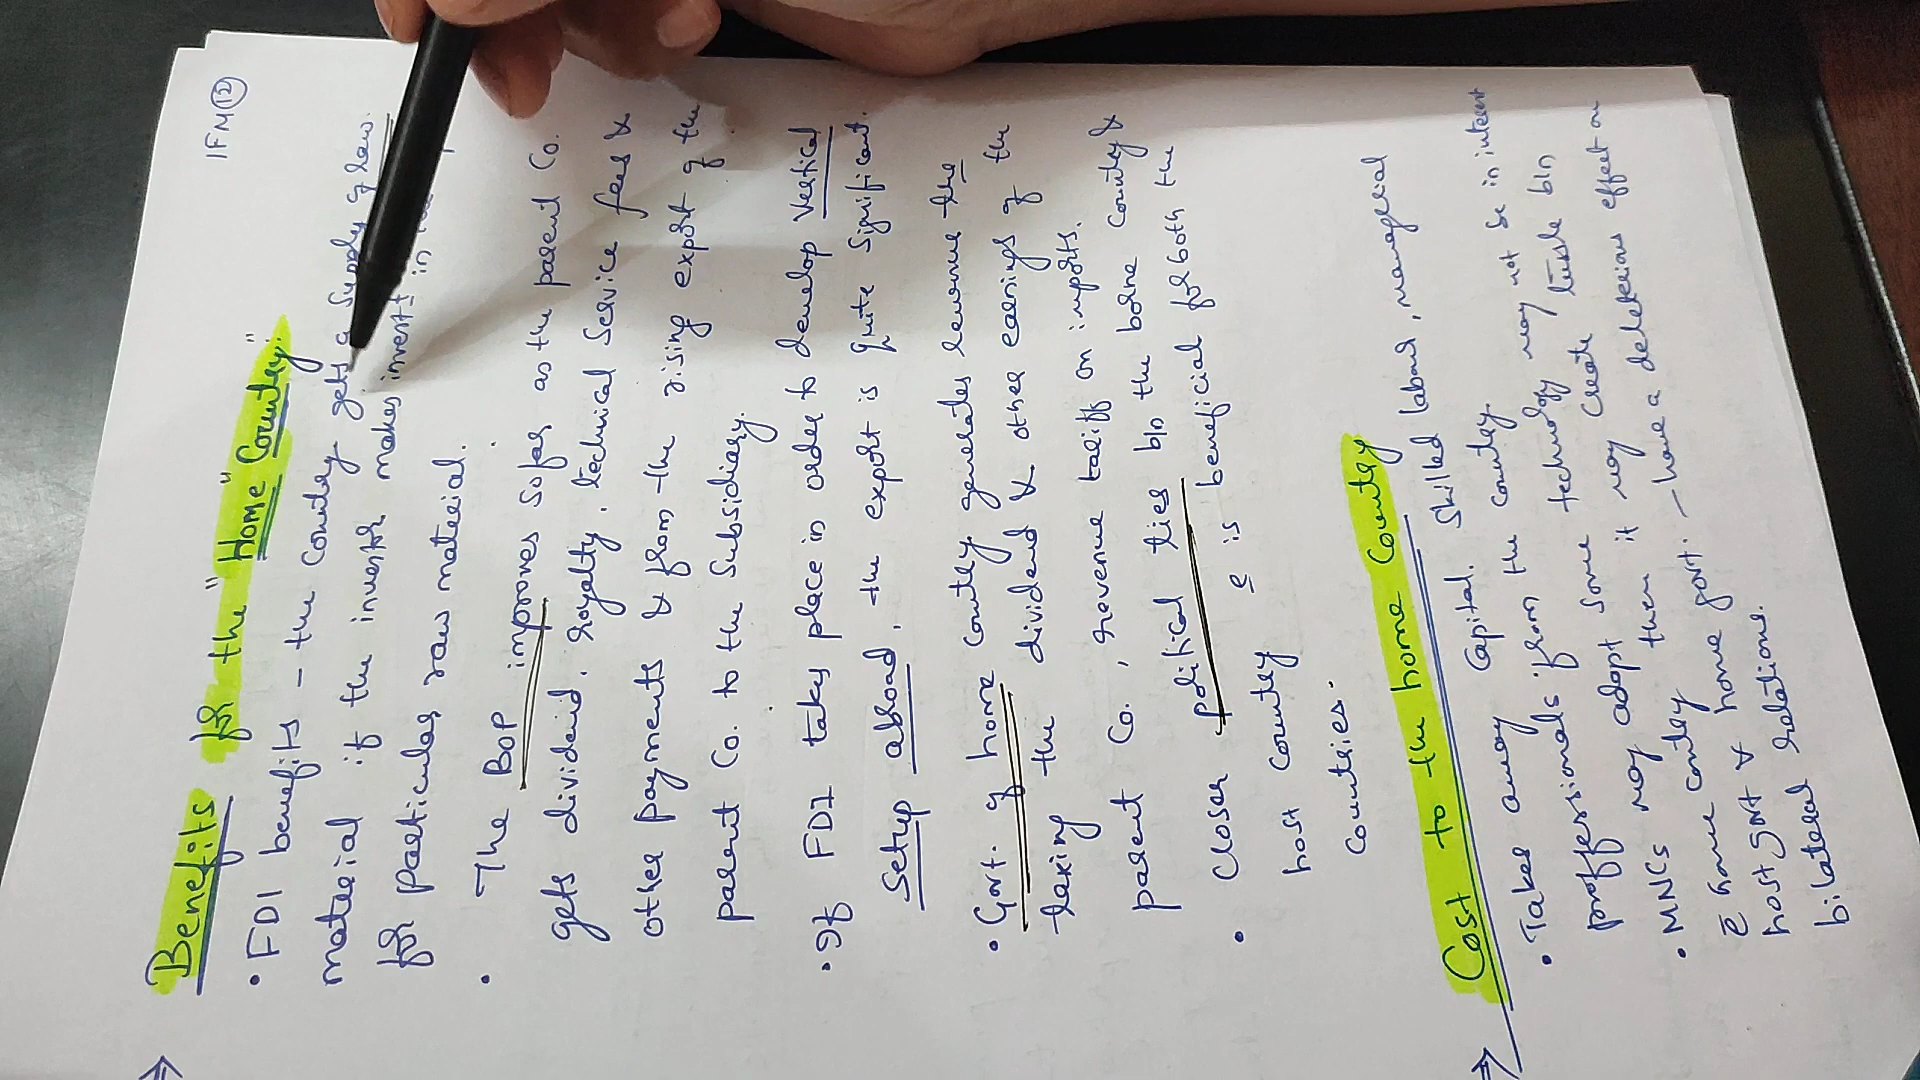 IFM 12
⇒ Benefits for the "Home" Country:"
• FDI benefits - the country gets a supply of raw
material if the investor makes invest in
for particular raw material.
• The BOP improves so far as the parent Co.
gets dividend, royalty, technical service fees &
other payments & from the rising export of the
parent Co. to the Subsidiary.
• If FDI takes place in order to develop vertical
Setup abroad, the export is quite significant.
• Govt. of home country generates revenue the
taxing the dividend & other earnings of the
parent Co., revenue tariff on imports.
• Closer political ties b/n the home country &
host country e is beneficial for both the
countries.
⇒ Cost to the home Country
• Takes away Capital. Skilled labour, managerial
professionals from the country.
• MNCs may adopt some technology may not be in interest
e home country then it may create tussle b/n
host govt & home govt. - have a deleterious effect on
bilateral relations.